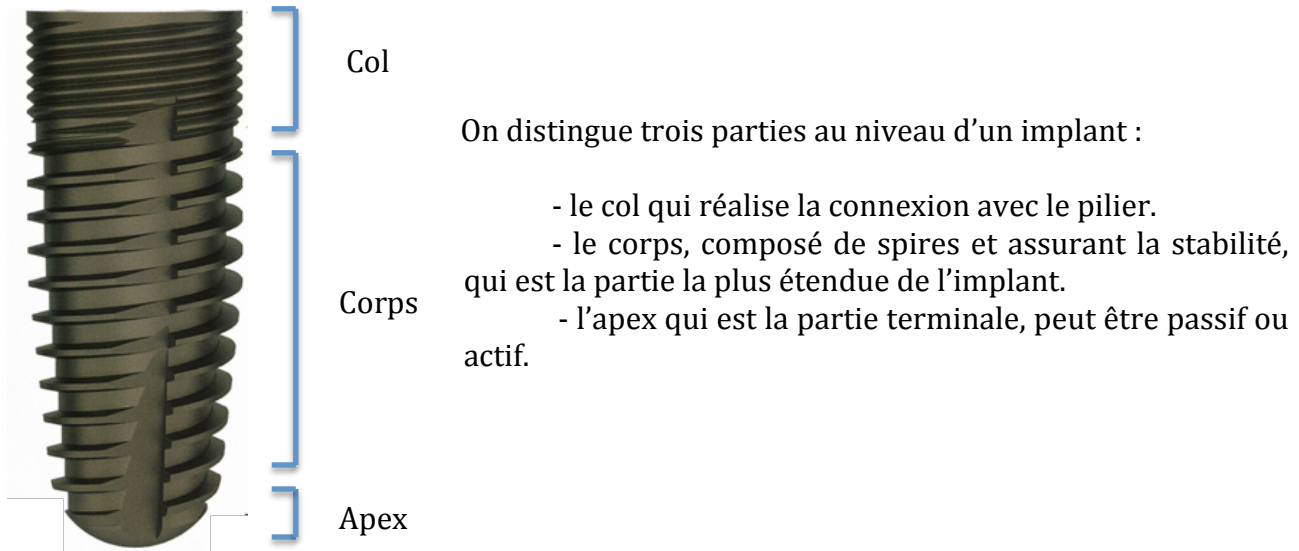 Col
On distingue trois parties au niveau d’un implant :
- le col qui réalise la connexion avec le pilier.
- le corps, composé de spires et assurant la stabilité,
qui est la partie la plus étendue de l’implant.
Corps
- l’apex qui est la partie terminale, peut être passif ou
actif.
Apex